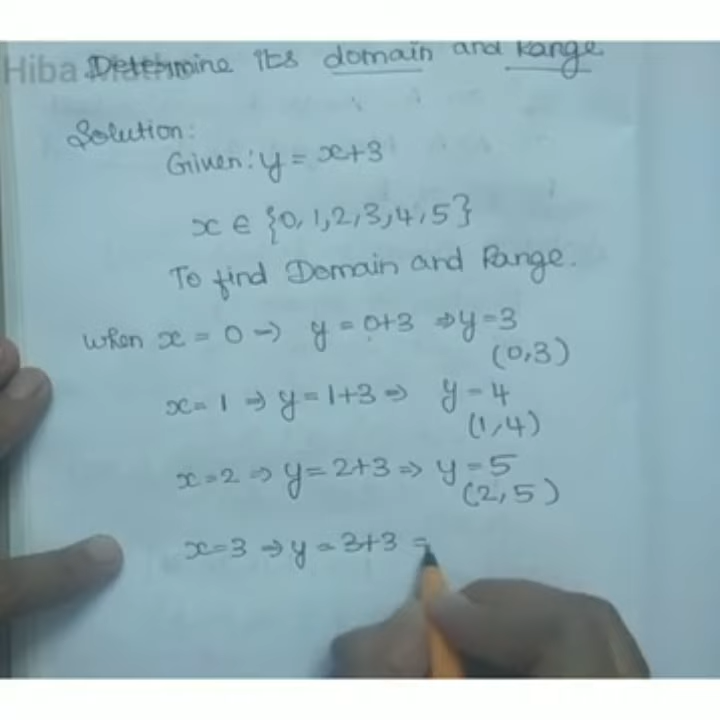 Hiba
Determine its domain and Range
Solution:
Given: y = x+3
x ∈ {0,1,2,3,4,5}
To find Domain and Range.
When x = 0 → y = 0+3 ⇒ y=3
(0,3)
x= 1 ⇒ y=1+3 ⇒ y=4
(1,4)
x=2 ⇒ y=2+3 ⇒ y=5
(2,5)
x=3 ⇒ y=3+3 =